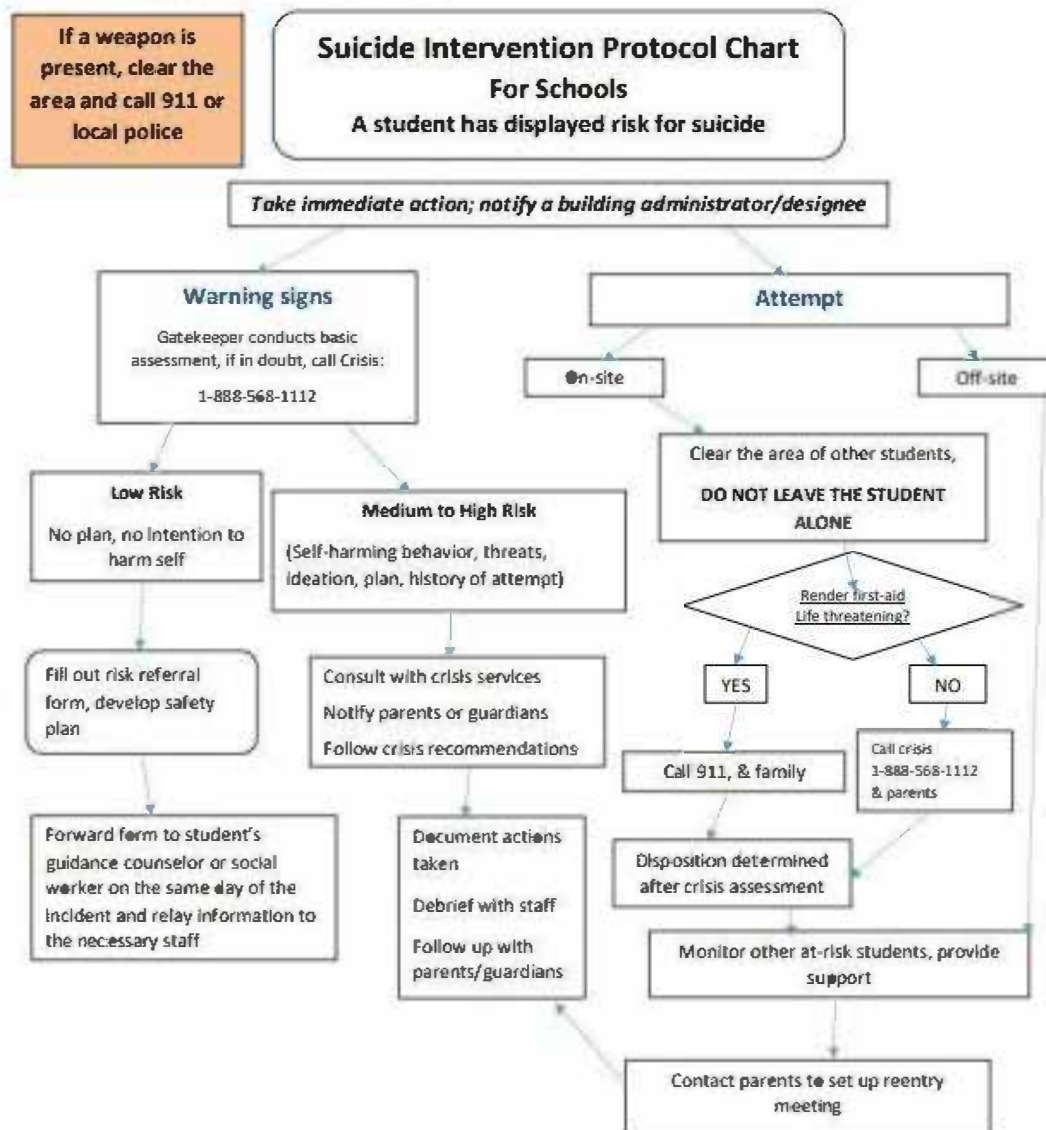 If a weapon is
present, clear the
area and call 911 or
local police
Suicide Intervention Protocol Chart
For Schools
A student has displayed risk for suicide
Take immediate action; notify a building administrator/designee
Warning signs
Gatekeeper conducts basic
assessment, if in doubt, call Crisis:
1-888-568-1112
Attempt
On-site
Off-site
Clear the area of other students,
DO NOT LEAVE THE STUDENT
ALONE
Low Risk
No plan, no intention to
harm self
Medium to High Risk
(Self-harming behavior, threats,
ideation, plan, history of attempt)
Render first-aid
Life threatening?
YES
NO
Fill out risk referral
form, develop safety
plan
Consult with crisis services
Notify parents or guardians
Follow crisis recommendations
Call 911, & family
Call crisis
1-888-568-1112
& parents
Forward form to student's
guidance counselor or social
worker on the same day of the
incident and relay information to
the necessary staff
Document actions
taken
Debrief with staff
Follow up with
parents/guardians
Disposition determined
after crisis assessment
Monitor other at-risk students, provide
support
Contact parents to set up reentry
meeting